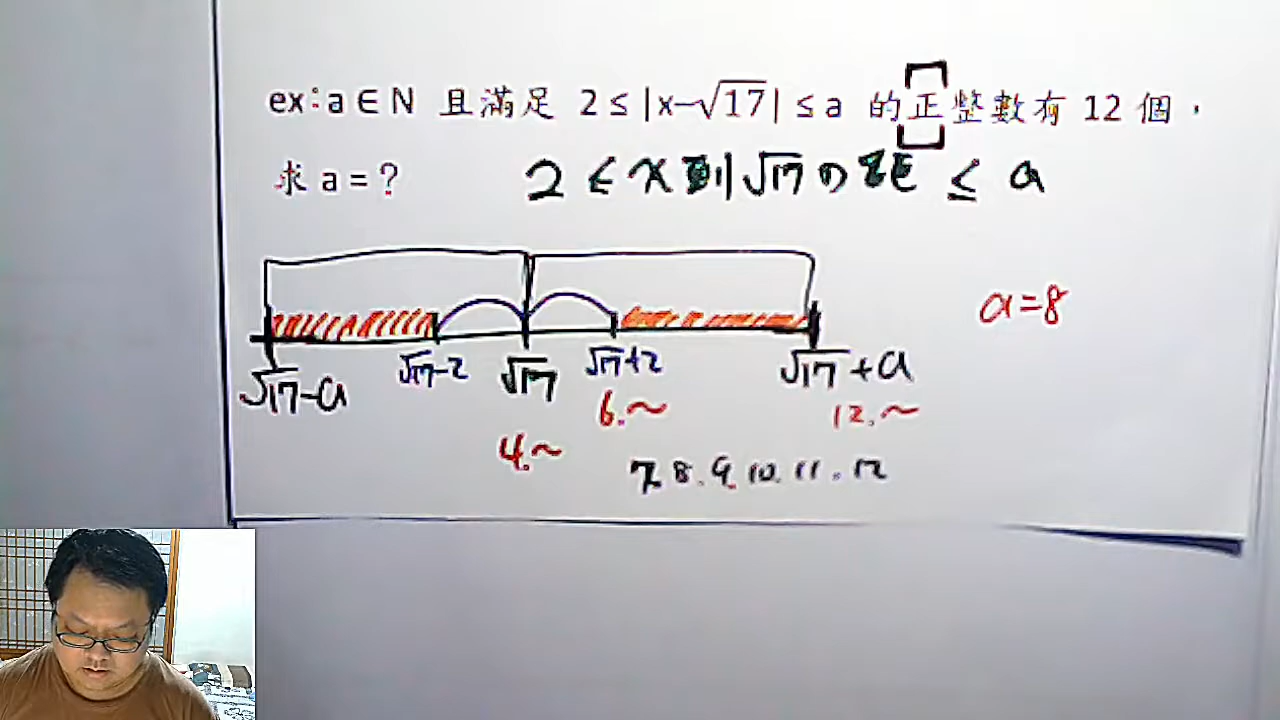 ex:a∈N 且滿足 2≤|x-√17|≤a 的正整數有 12 個，
求 a=?
2≤x到√17の距≤a
a=8
√17-a √17-2 √17 √17+2 √17+a
6.~ 12.~
4.~
7.8.9.10.11.12